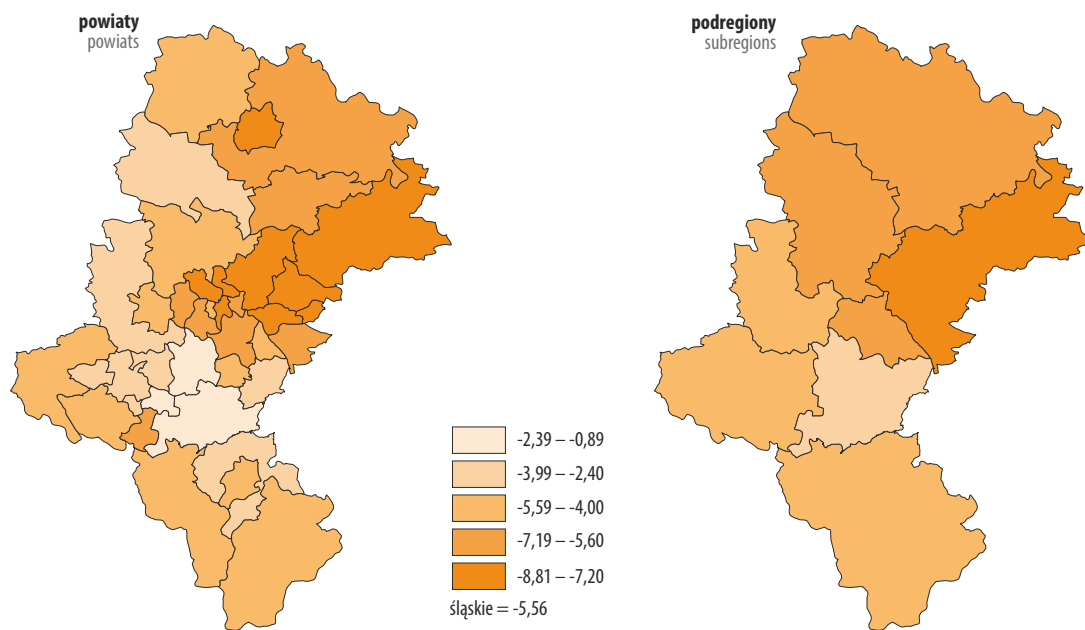 powiaty
powiats
podregiony
subregions
-2,39 – -0,89
-3,99 – -2,40
-5,59 – -4,00
-7,19 – -5,60
-8,81 – -7,20
śląskie = -5,56